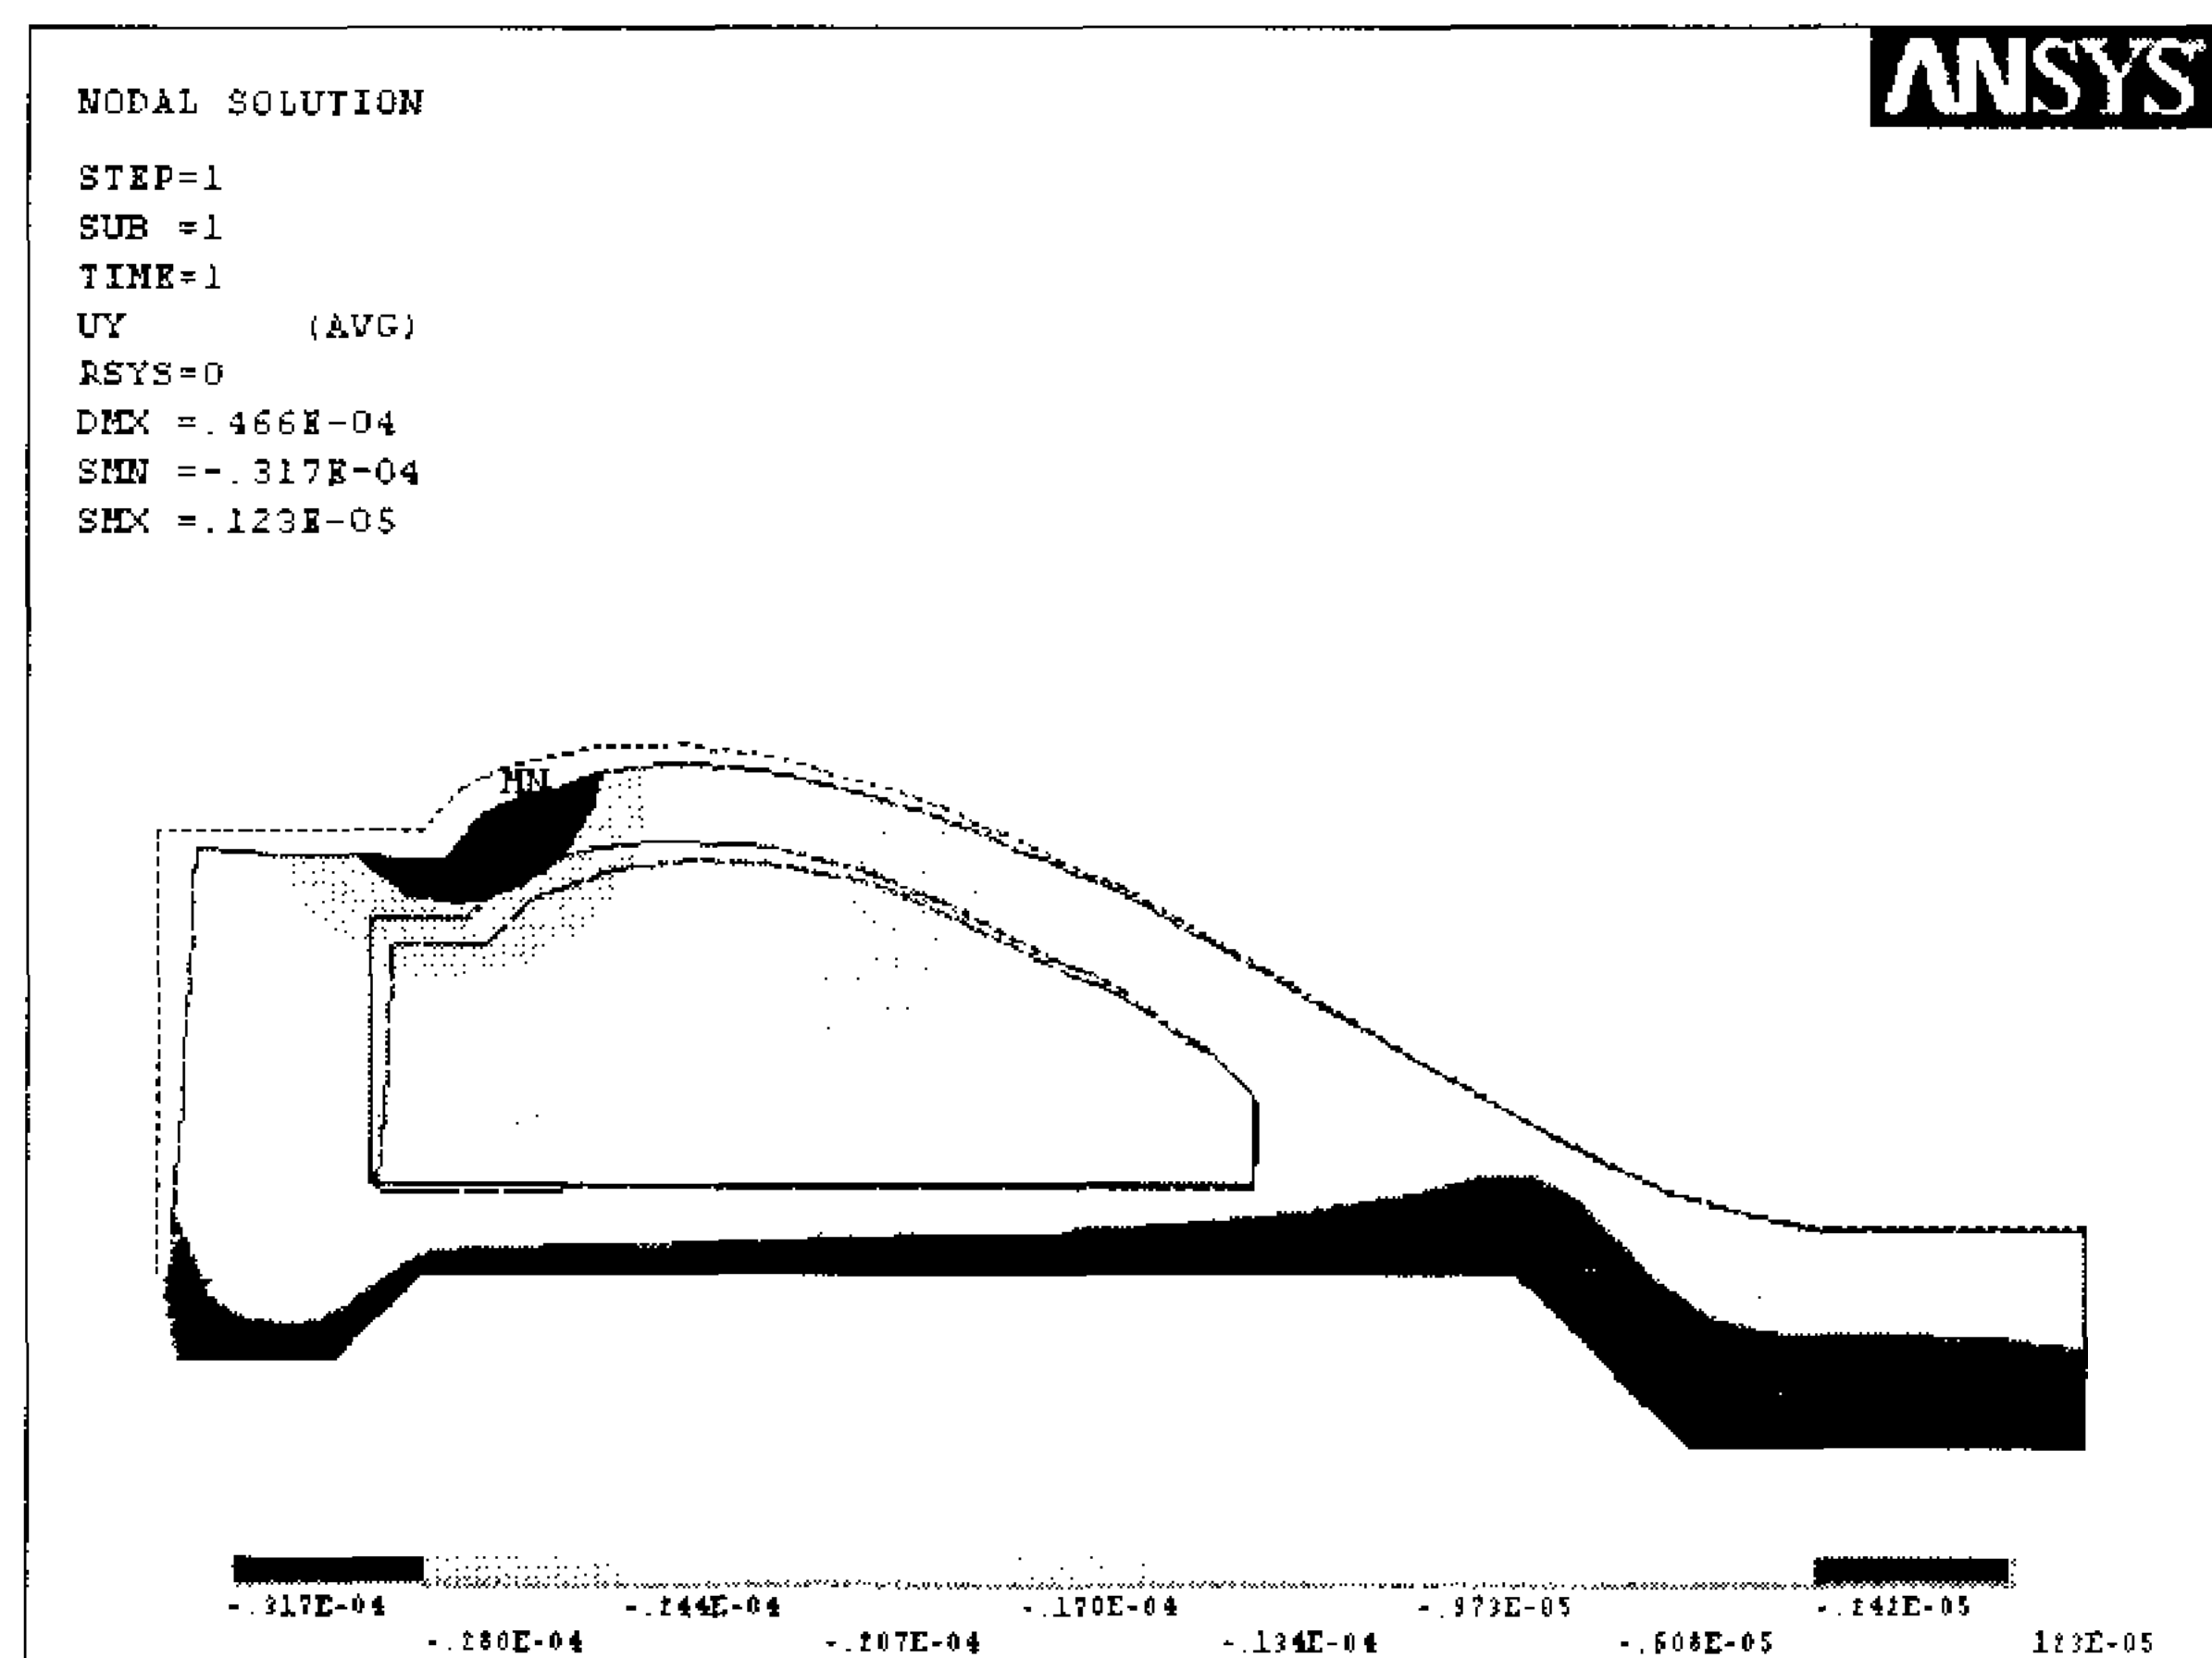 ANSYS
NODAL SOLUTION
STEP=1
SUB =1
TIME=1
UY (AVG)
RSYS=0
DMX =.466E-04
SMN =-.317E-04
SMX =.123E-05
MN
-.317E-04 -.244E-04 -.170E-04 -.973E-05 -.242E-05
-.280E-04 -.207E-04 -.134E-04 -.608E-05 .123E-05